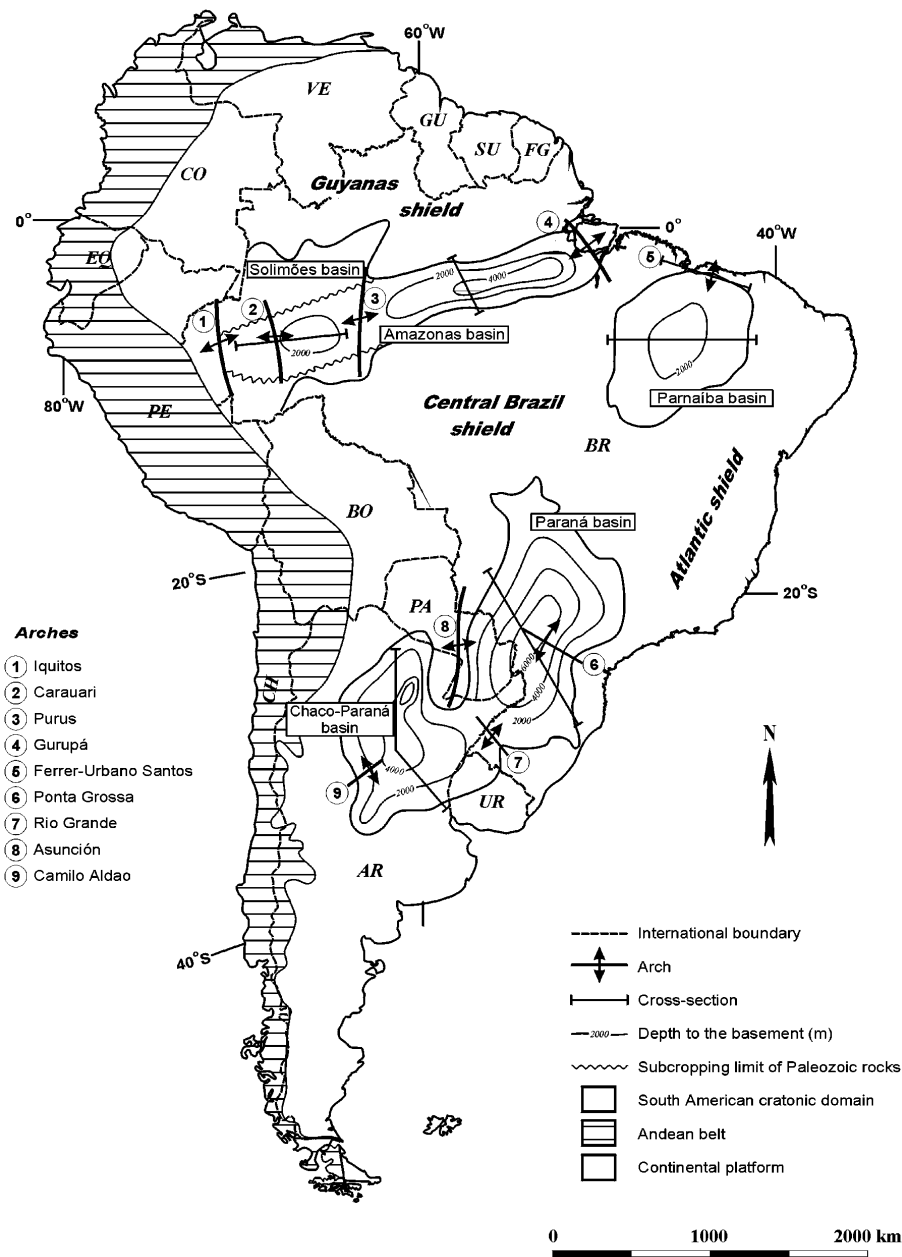 60°W
VE
GU
SU
FG
CO
Guyanas
shield
0°
4
0°
40°W
EQ
5
Solimões basin
2000
4000
1
2
3
Amazonas basin
2000
2000
80°W
Parnaíba basin
PE
Central Brazil
shield
BR
Atlantic shield
BO
Paraná basin
20°S
20°S
PA
8
6000
6
4000
CH
Chaco-Paraná
basin
2000
7
4000
2000
9
UR
AR
N
40°S
Arches
1 Iquitos
2 Carauari
3 Purus
4 Gurupá
5 Ferrer-Urbano Santos
6 Ponta Grossa
7 Rio Grande
8 Asunción
9 Camilo Aldao
International boundary
Arch
Cross-section
2000 Depth to the basement (m)
Subcropping limit of Paleozoic rocks
South American cratonic domain
Andean belt
Continental platform
0 1000 2000 km